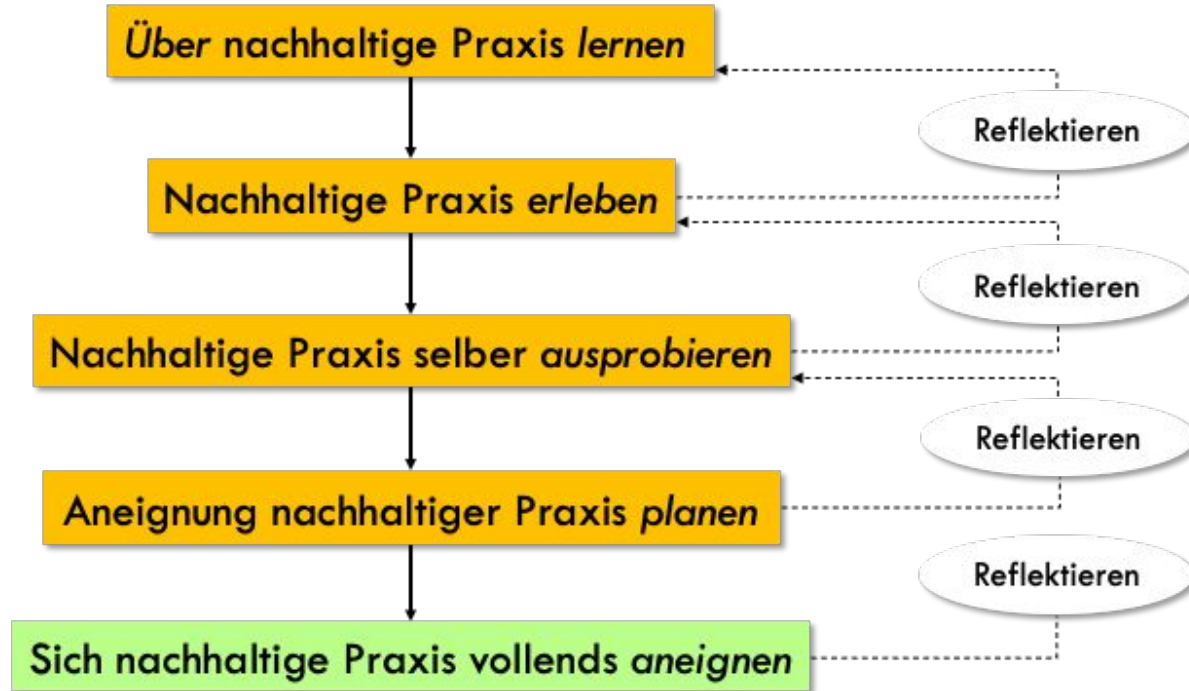 Über nachhaltige Praxis lernen
Reflektieren
Nachhaltige Praxis erleben
Reflektieren
Nachhaltige Praxis selber ausprobieren
Reflektieren
Aneignung nachhaltiger Praxis planen
Reflektieren
Sich nachhaltige Praxis vollends aneignen